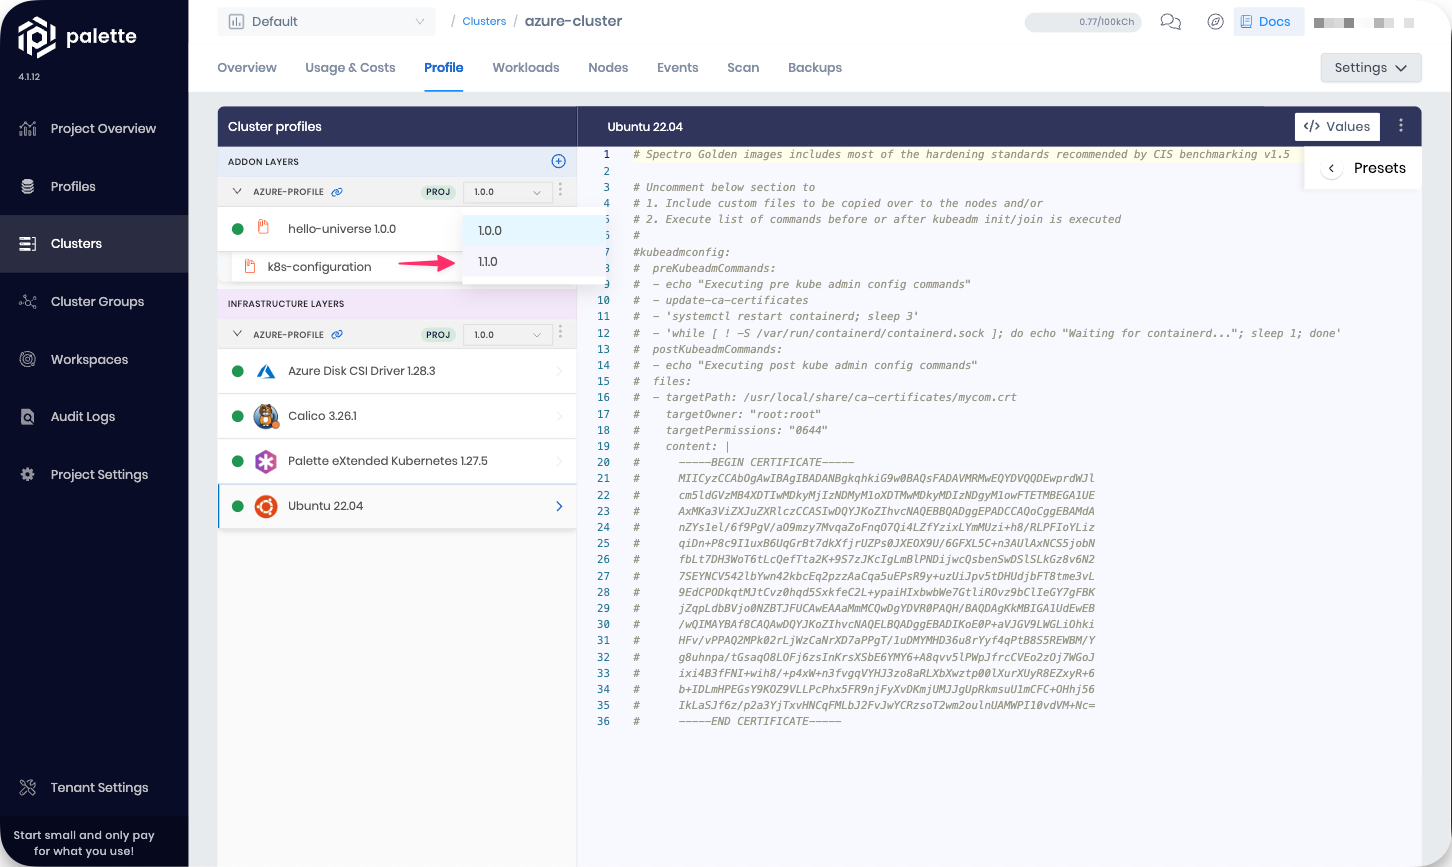 palette
4.1.12
Project Overview
Profiles
Clusters
Cluster Groups
Workspaces
Audit Logs
Project Settings
Tenant Settings
Start small and only pay
for what you use!
Default
/ Clusters / azure-cluster
0.77/100kCh
Docs
Overview Usage & Costs Profile Workloads Nodes Events Scan Backups
Settings
Cluster profiles
ADDON LAYERS
AZURE-PROFILE PROJ 1.0.0
hello-universe 1.0.0
k8s-configuration
1.0.0
1.1.0
INFRASTRUCTURE LAYERS
AZURE-PROFILE PROJ 1.0.0
Azure Disk CSI Driver 1.28.3
Calico 3.26.1
Palette eXtended Kubernetes 1.27.5
Ubuntu 22.04
Ubuntu 22.04
</> Values
Presets
1 # Spectro Golden images includes most of the hardening standards recommended by CIS benchmarking v1.5
2
3 # Uncomment below section to
4 # 1. Include custom files to be copied over to the nodes and/or
5 # 2. Execute list of commands before or after kubeadm init/join is executed
6 #
7 #kubeadmconfig:
8 #  preKubeadmCommands:
9 #  - echo "Executing pre kube admin config commands"
10 #  - update-ca-certificates
11 #  - 'systemctl restart containerd; sleep 3'
12 #  - 'while [ ! -S /var/run/containerd/containerd.sock ]; do echo "Waiting for containerd..."; sleep 1; done'
13 #  postKubeadmCommands:
14 #  - echo "Executing post kube admin config commands"
15 #  files:
16 #  - targetPath: /usr/local/share/ca-certificates/mycom.crt
17 #    targetOwner: "root:root"
18 #    targetPermissions: "0644"
19 #    content: |
20 #      -----BEGIN CERTIFICATE-----
21 #      MIICyzCCAbOgAwIBAgIBADANBgkqhkiG9w0BAQsFADAVMRMwEQYDVQQDEwprdWJl
22 #      cm5ldGVzMB4XDTIwMDkyMjIzNDMyM1oXDTMwMDkyMDIzNDgyM1owFTETMBEGA1UE
23 #      AxMKa3ViZXJuZXRlczCCASIwDQYJKoZIhvcNAQEBBQADggEPADCCAQoCggEBAMdA
24 #      nZYs1el/6f9PgV/aO9mzy7MvqaZoFnqO7Qi4LZfYzixLYmMUzi+h8/RLPFIoYLiz
25 #      qiDn+P8c9I1uxB6UqGrBt7dkXfjrUZPs0JXEOX9U/6GFXL5C+n3AUlAxNCS5jobN
26 #      fbLt7DH3WoT6tLcQefTta2K+9S7zJKcIgLmBlPNDijwcQsbenSwDSlSLkGz8v6N2
27 #      7SEYNCV542lbYwn42kbcEq2pzzAaCqa5uEPsR9y+uzUiJpv5tDHUdjbFT8tme3vL
28 #      9EdCPODkqtMJtCvz0hqd5SxkfeC2L+ypaiHIxbwbWe7GtliROvz9bClIeGY7gFBK
29 #      jZqpLdbBVjo0NZBTJFUCAwEAAaMmMCQwDgYDVR0PAQH/BAQDAgKkMBIGA1UdEwEB
30 #      /wQIMAYBAf8CAQAwDQYJKoZIhvcNAQELBQADggEBADIKoE0P+aVJGV9LWGLiOhki
31 #      HFv/vPPAQ2MPk02rLjWzCaNrXD7aPPgT/1uDMYMHD36u8rYyf4qPtB8S5REWBM/Y
32 #      g8uhnpa/tGsaqO8LOFj6zsInKrsXSbE6YMY6+A8qvv5lPWpJfrcCVEo2zOj7WGoJ
33 #      ixi4B3fFNI+wih8/+p4xW+n3fvgqVYHJ3zo8aRLXbXwztp00lXurXUyR8EZxyR+6
34 #      b+IDLmHPEGsY9KOZ9VLLPcPhx5FR9njFyXvDKmjUMJJgUpRkmsuU1mCFC+OHhj56
35 #      IkLaSJf6z/p2a3YjTxvHNCqFMLbJ2FvJwYCRzsoT2wm2oulnUAMWPI10vdVM+Nc=
36 #      -----END CERTIFICATE-----